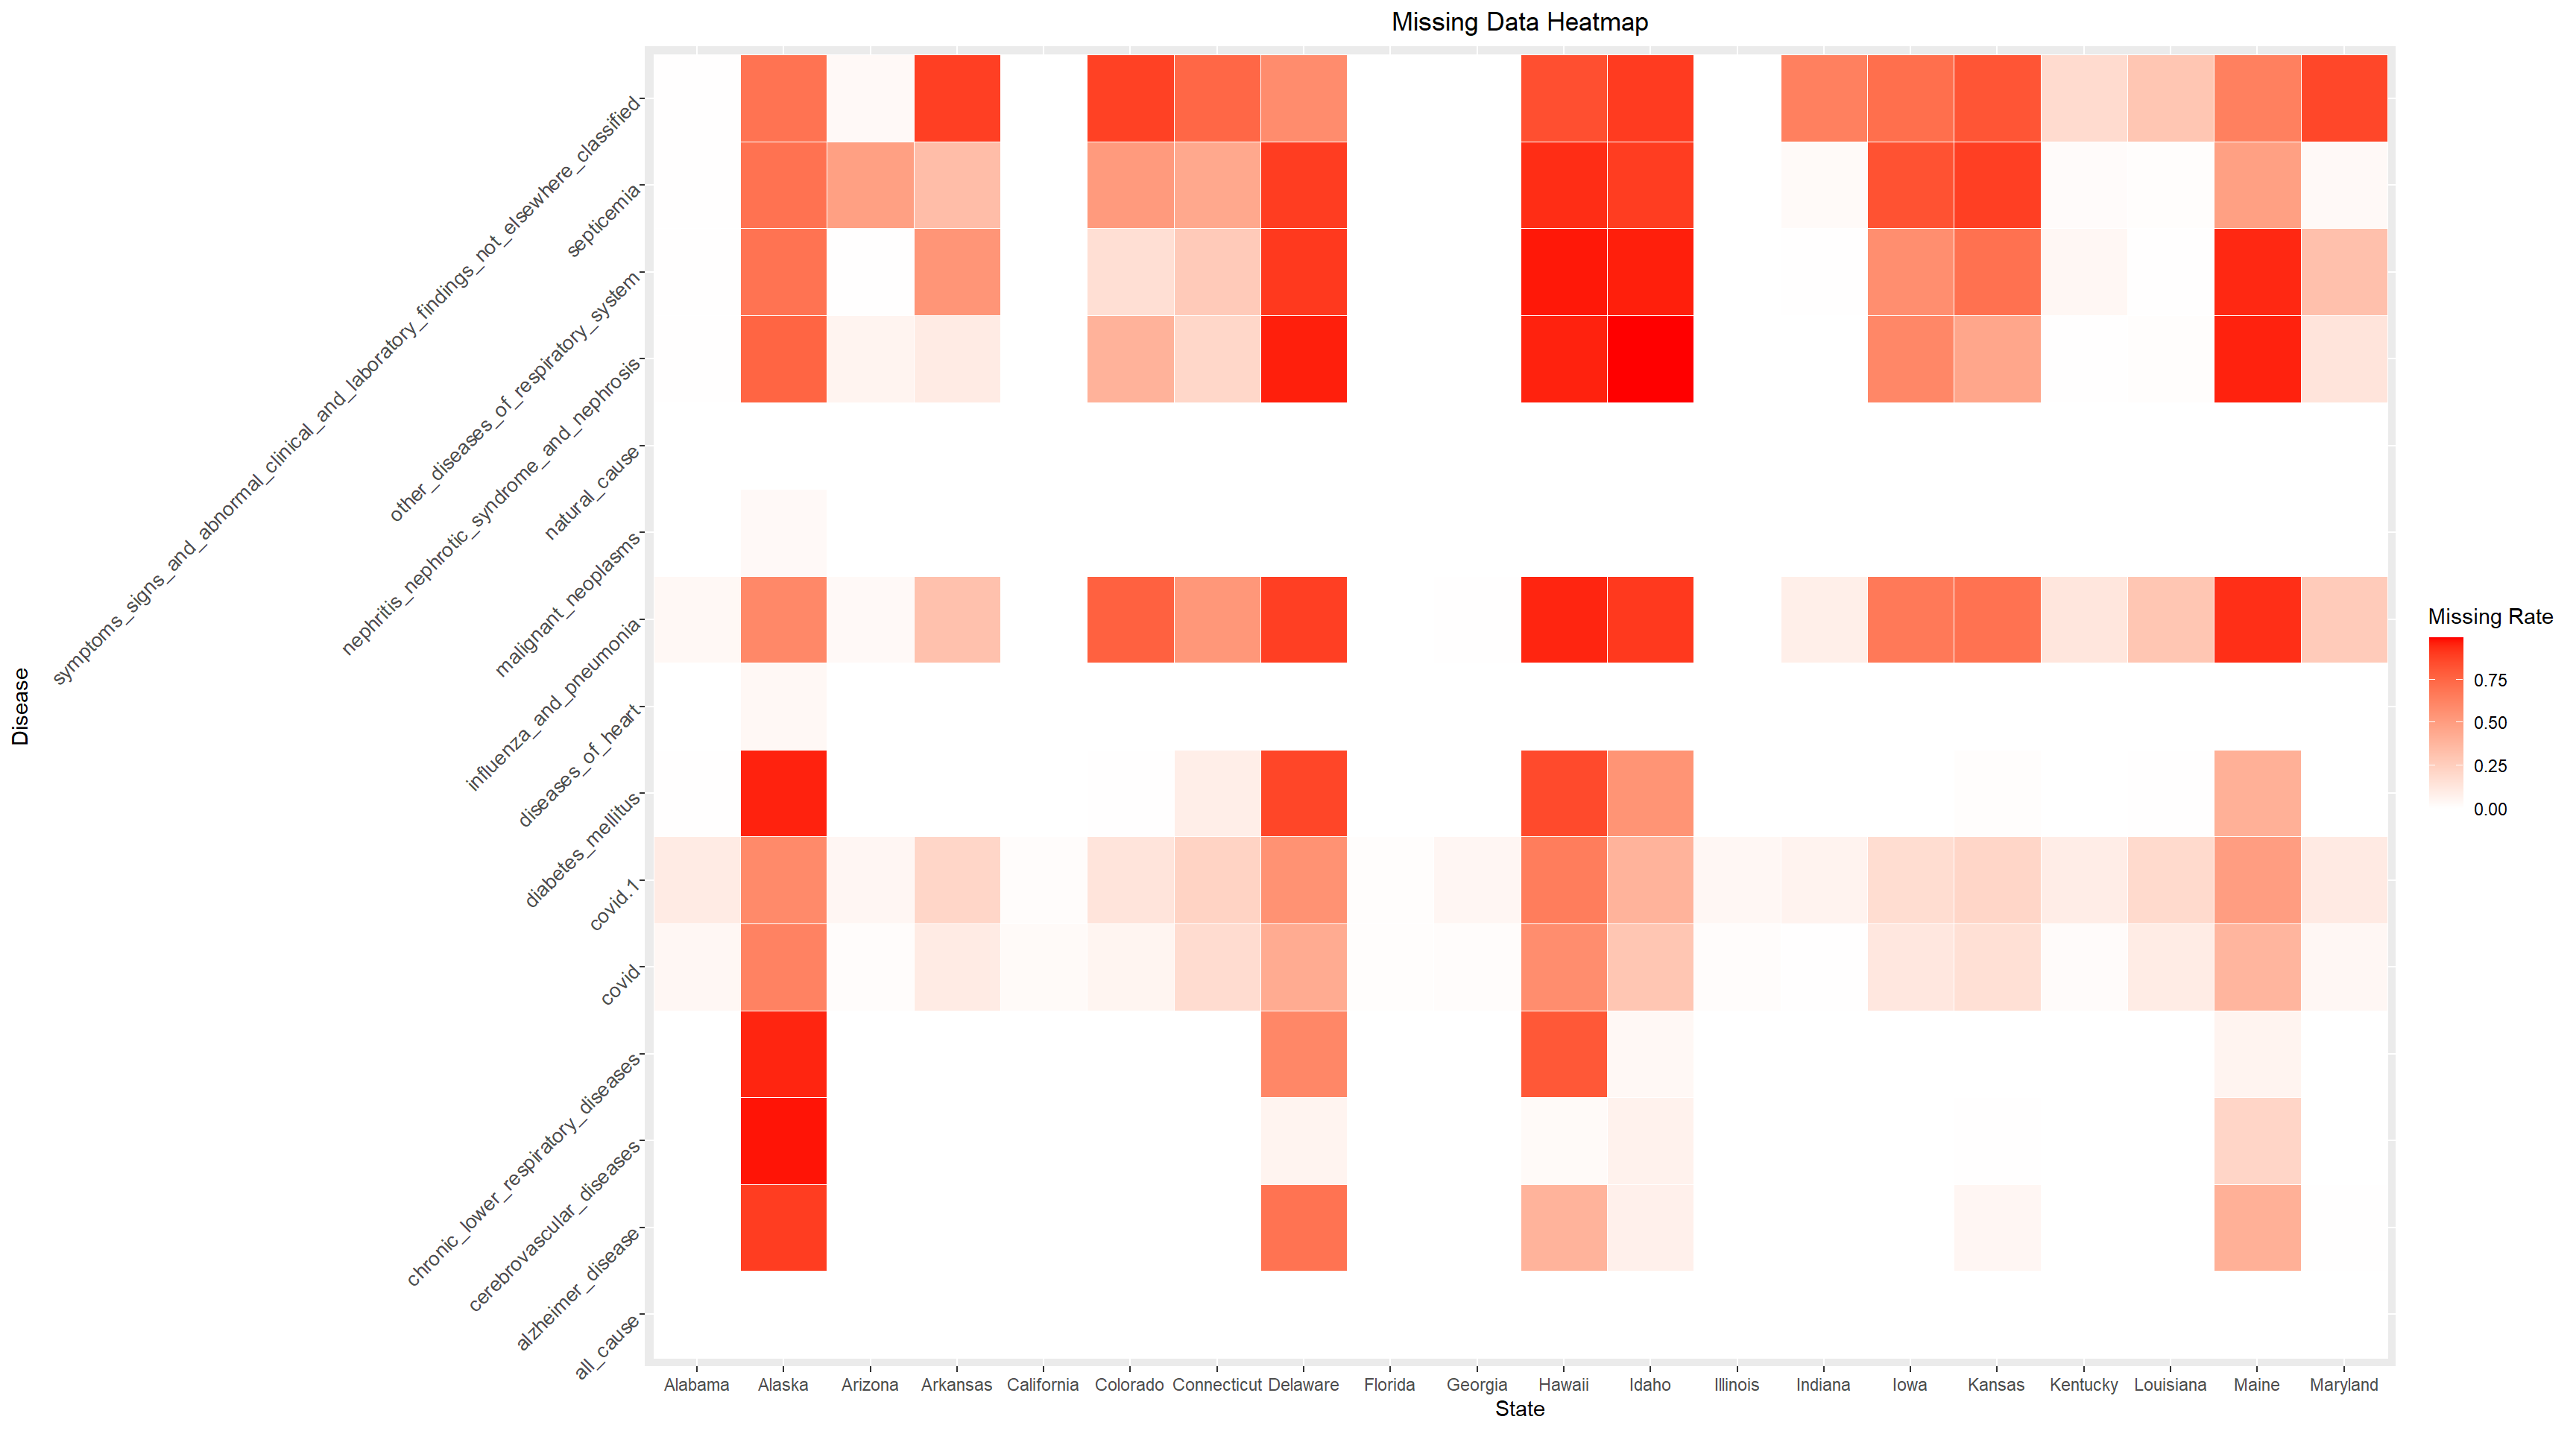 Missing Data Heatmap
Disease
symptoms_signs_and_abnormal_clinical_and_laboratory_findings_not_elsewhere_classified
septicemia
other_diseases_of_respiratory_system
nephritis_nephrotic_syndrome_and_nephrosis
natural_cause
malignant_neoplasms
influenza_and_pneumonia
diseases_of_heart
diabetes_mellitus
covid.1
covid
chronic_lower_respiratory_diseases
cerebrovascular_diseases
alzheimer_disease
all_cause
Alabama Alaska Arizona Arkansas California Colorado Connecticut Delaware Florida Georgia Hawaii Idaho Illinois Indiana Iowa Kansas Kentucky Louisiana Maine Maryland
State
Missing Rate
0.75
0.50
0.25
0.00